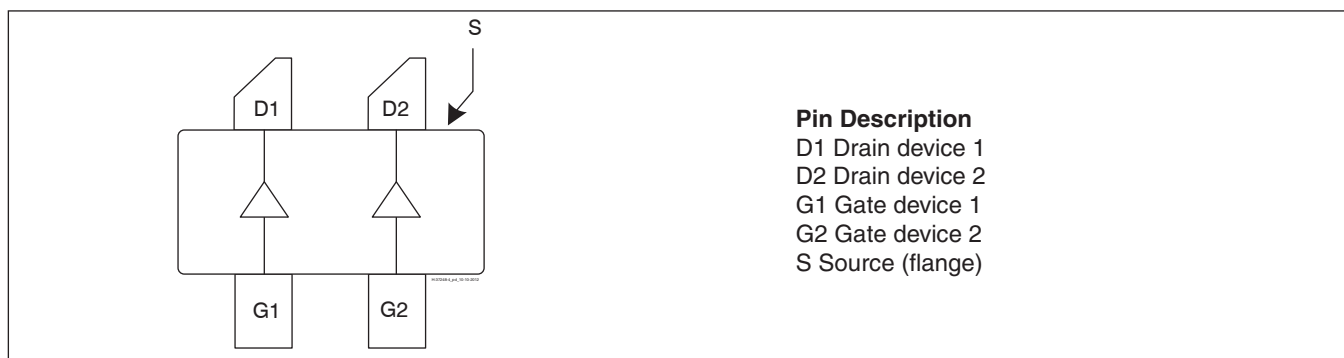 S
D1
D2
G1
G2
Pin Description
D1 Drain device 1
D2 Drain device 2
G1 Gate device 1
G2 Gate device 2
S Source (flange)